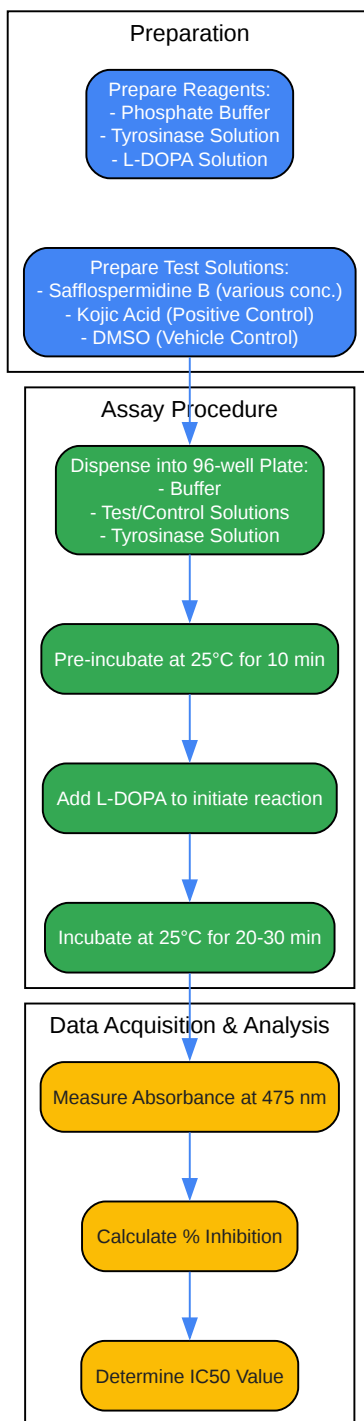 Preparation
Prepare Reagents:
- Phosphate Buffer
- Tyrosinase Solution
- L-DOPA Solution
Prepare Test Solutions:
- Safflospermidine B (various conc.)
- Kojic Acid (Positive Control)
- DMSO (Vehicle Control)
Assay Procedure
Dispense into 96-well Plate:
- Buffer
- Test/Control Solutions
- Tyrosinase Solution
Pre-incubate at 25°C for 10 min
Add L-DOPA to initiate reaction
Incubate at 25°C for 20-30 min
Data Acquisition & Analysis
Measure Absorbance at 475 nm
Calculate % Inhibition
Determine IC50 Value